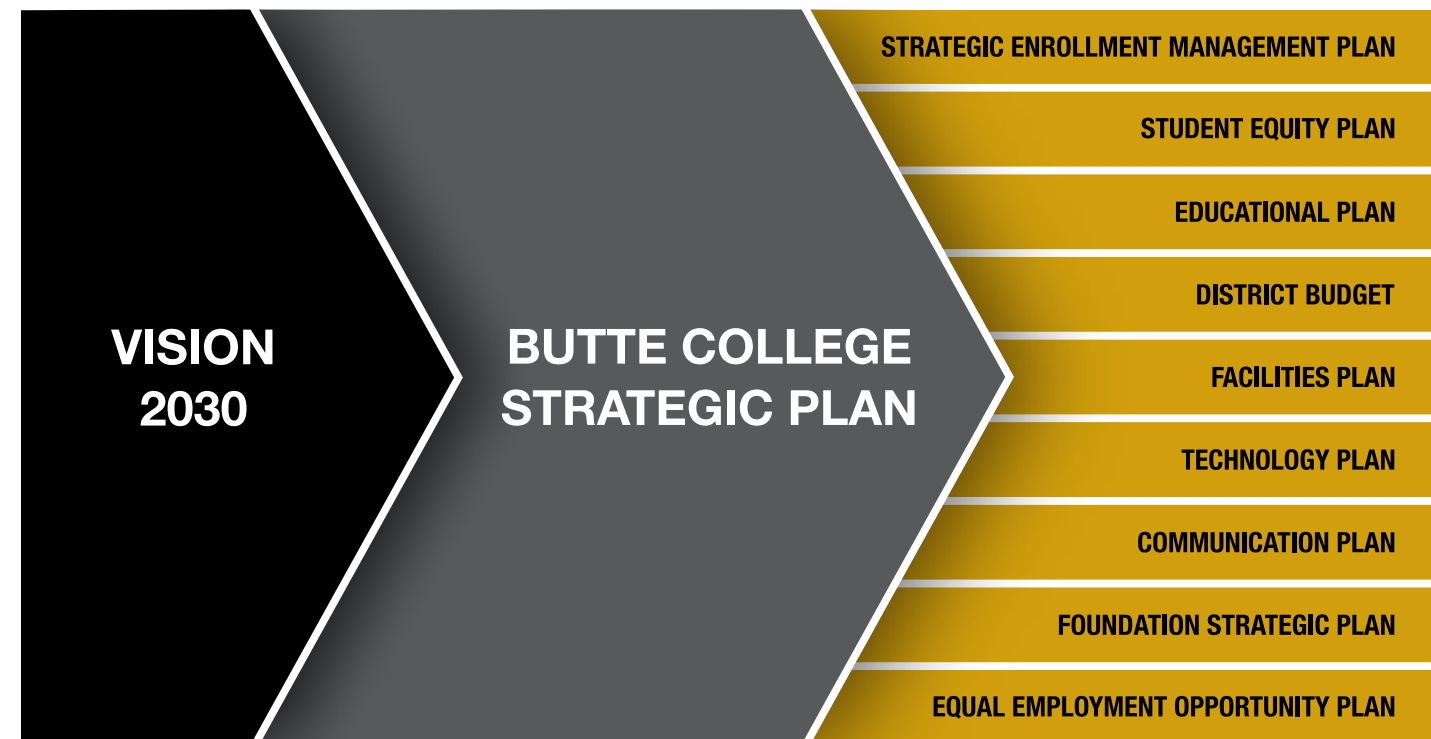 VISION
2030
BUTTE COLLEGE
STRATEGIC PLAN
STRATEGIC ENROLLMENT MANAGEMENT PLAN
STUDENT EQUITY PLAN
EDUCATIONAL PLAN
DISTRICT BUDGET
FACILITIES PLAN
TECHNOLOGY PLAN
COMMUNICATION PLAN
FOUNDATION STRATEGIC PLAN
EQUAL EMPLOYMENT OPPORTUNITY PLAN